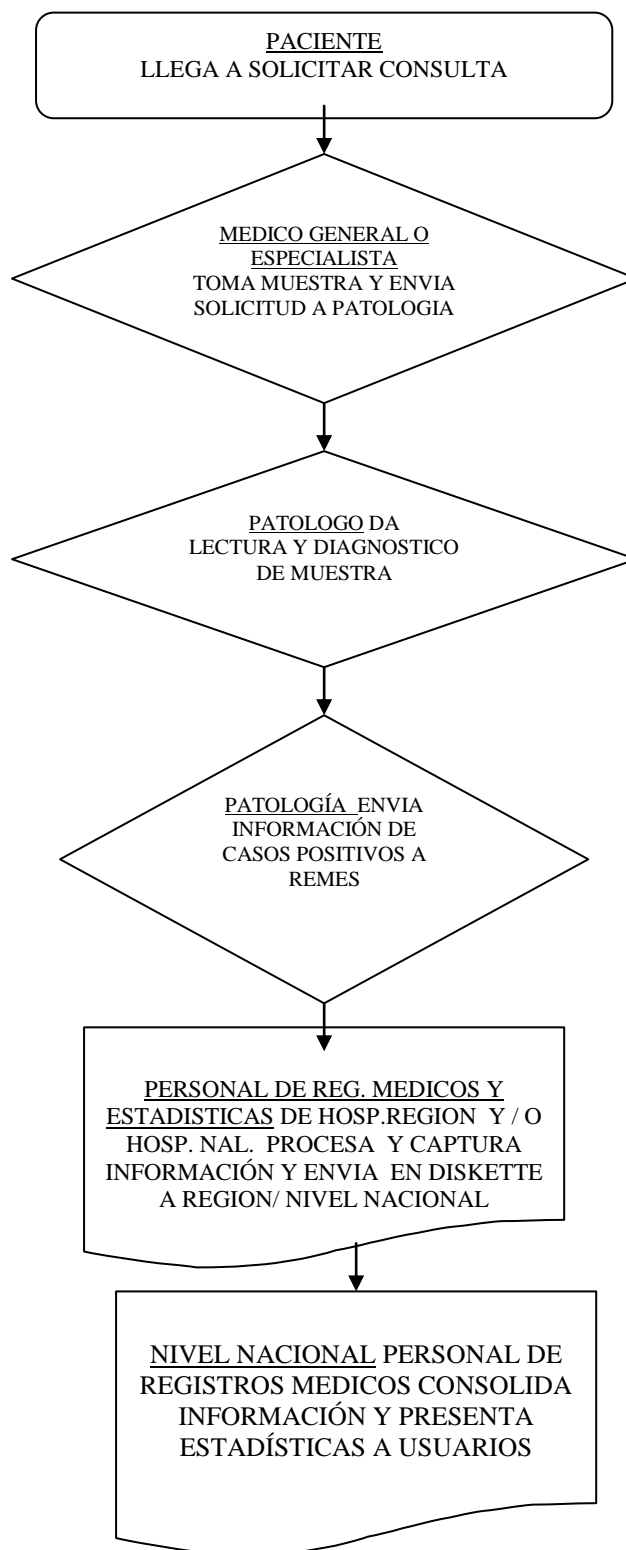 PACIENTE
LLEGA A SOLICITAR CONSULTA
MEDICO GENERAL O
ESPECIALISTA
TOMA MUESTRA Y ENVIA
SOLICITUD A PATOLOGIA
PATOLOGO DA
LECTURA Y DIAGNOSTICO
DE MUESTRA
PATOLOGÍA ENVIA
INFORMACIÓN DE
CASOS POSITIVOS A
REMES
PERSONAL DE REG. MEDICOS Y
ESTADISTICAS DE HOSP.REGION Y / O
HOSP. NAL. PROCESA Y CAPTURA
INFORMACIÓN Y ENVIA EN DISKETTE
A REGION/ NIVEL NACIONAL
NIVEL NACIONAL PERSONAL DE
REGISTROS MEDICOS CONSOLIDA
INFORMACIÓN Y PRESENTA
ESTADÍSTICAS A USUARIOS